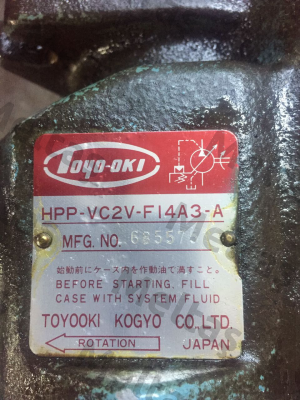 TOYO-OKI
HPP-VC2V-F14A3-A
MFG. NO.
始動前にケース内を作動油で満すこと。
BEFORE STARTING, FILL
CASE WITH SYSTEM FLUID
TOYOOKI KOGYO CO., LTD.
ROTATION JAPAN